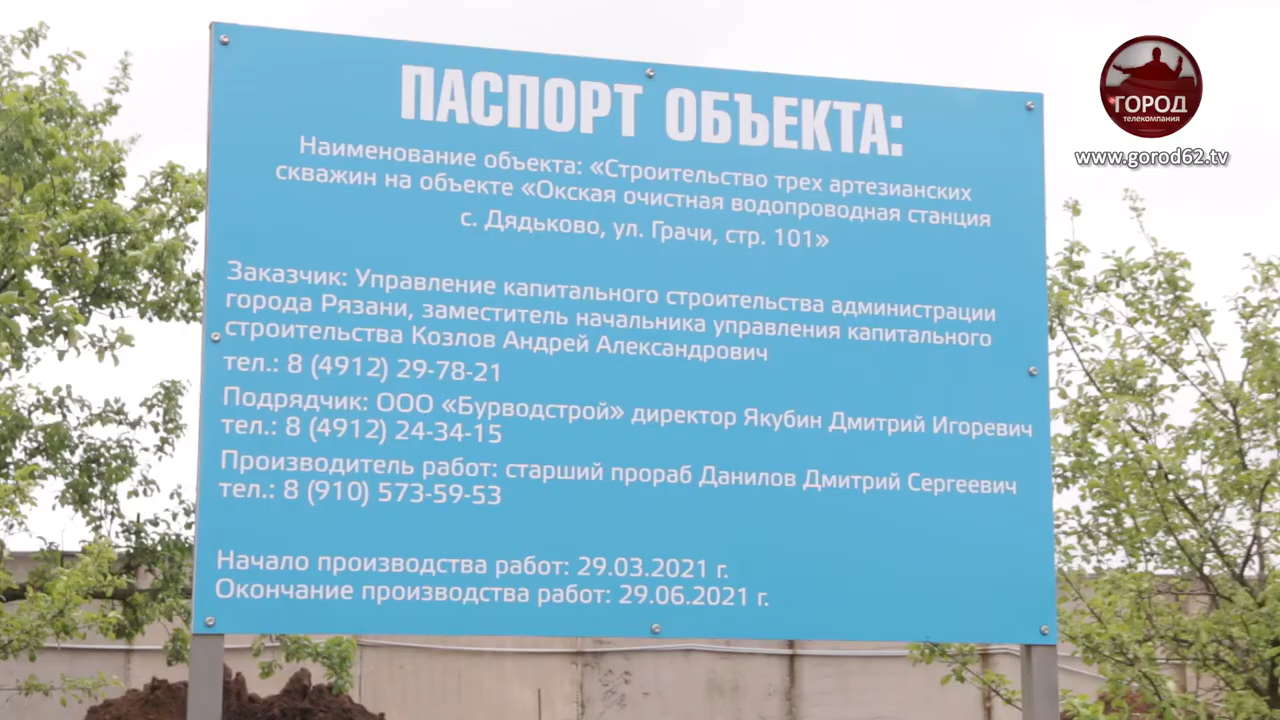 ПАСПОРТ ОБЪЕКТА:
Наименование объекта: «Строительство трех артезианских
скважин на объекте «Окская очистная водопроводная станция
с. Дядьково, ул. Грачи, стр. 101»
Заказчик: Управление капитального строительства администрации
города Рязани, заместитель начальника управления капитального
строительства Козлов Андрей Александрович
тел.: 8 (4912) 29-78-21
Подрядчик: ООО «Бурводстрой» директор Якубин Дмитрий Игоревич
тел.: 8 (4912) 24-34-15
Производитель работ: старший прораб Данилов Дмитрий Сергеевич
тел.: 8 (910) 573-59-53
Начало производства работ: 29.03.2021 г.
Окончание производства работ: 29.06.2021 г.
ГОРОД
телекомпания
www.gorod62.tv